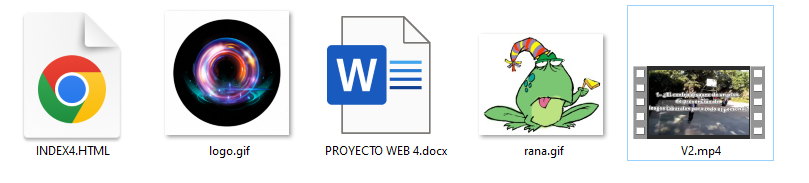 INDEX4.HTML
logo.gif
W
PROYECTO WEB 4.docx
rana.gif
V2.mp4